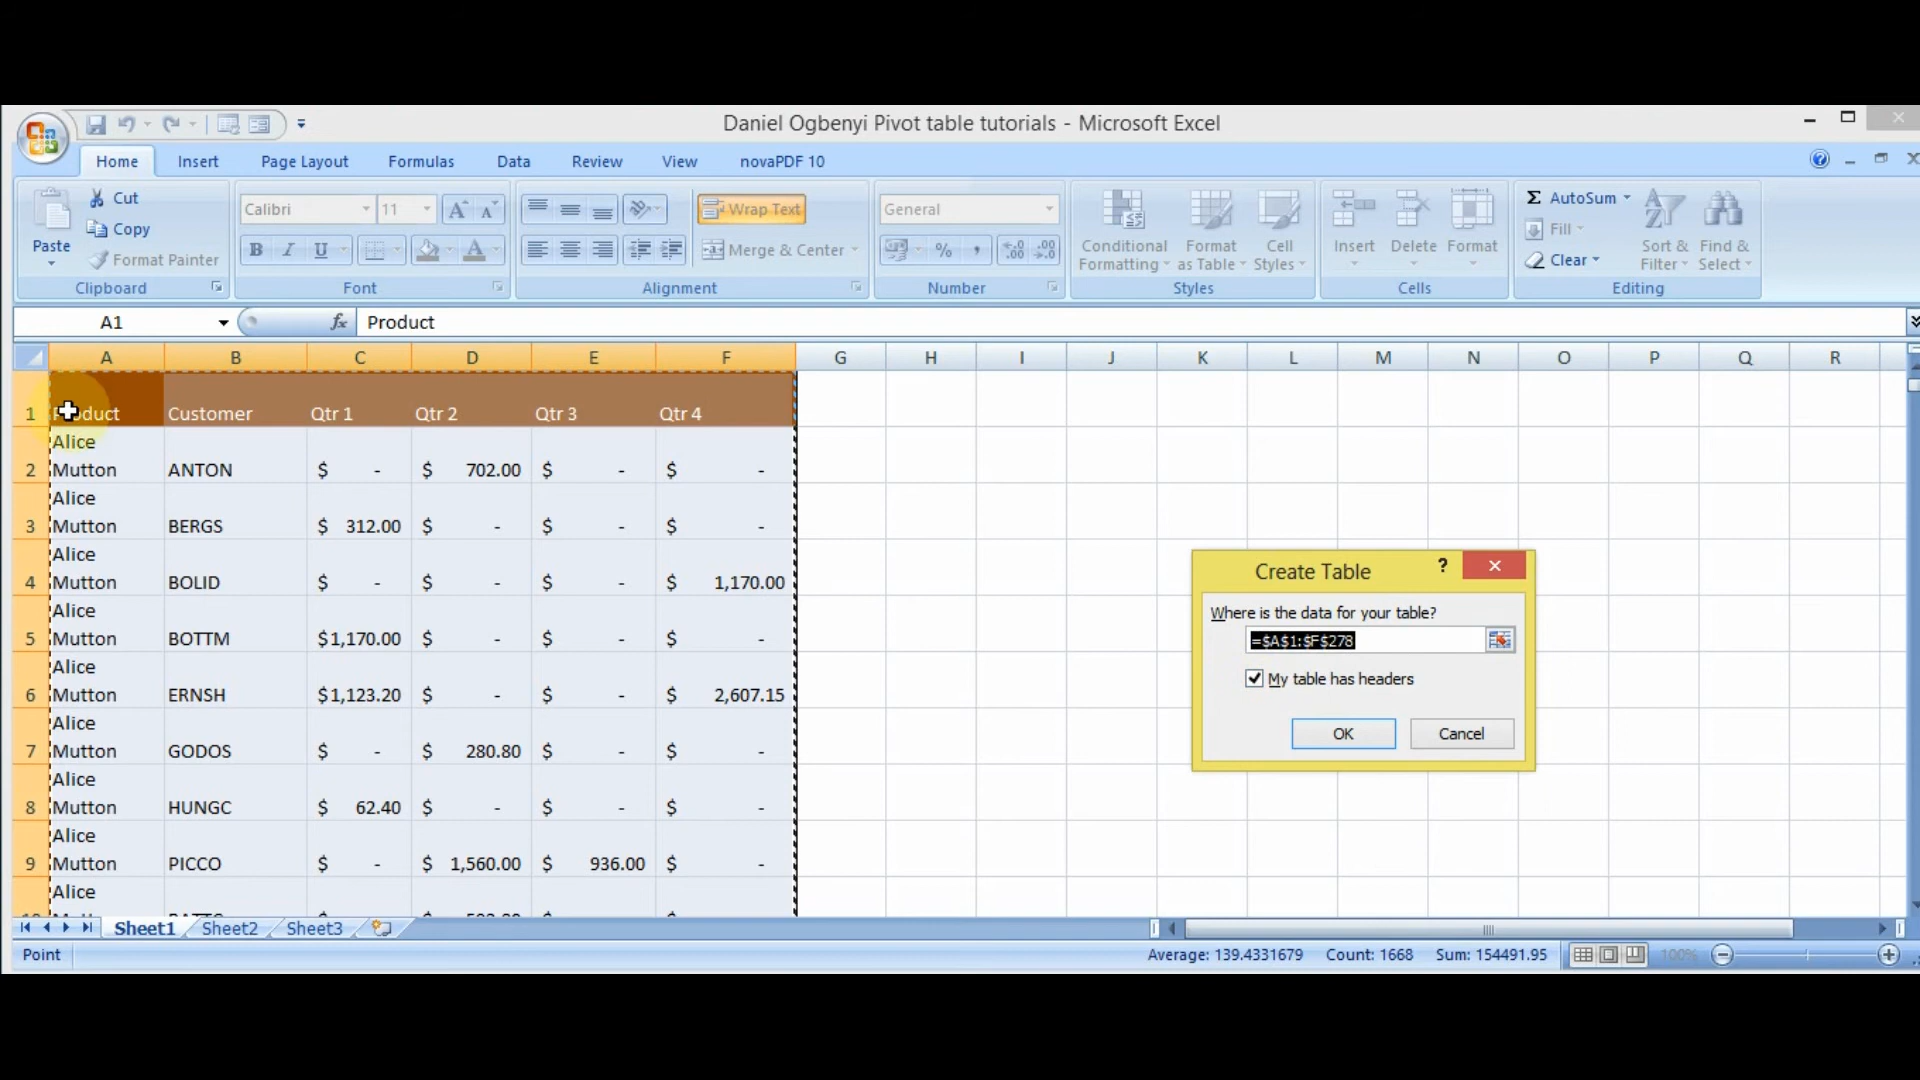 Daniel Ogbenyi Pivot table tutorials - Microsoft Excel
Home Insert Page Layout Formulas Data Review View novaPDF 10
Paste Cut Copy Format Painter
Calibri 11 B I U
Wrap Text Merge & Center
General % ,
Conditional Formatting Format as Table Cell Styles
Insert Delete Format
Σ AutoSum Fill Clear Sort & Filter Find & Select
Clipboard Font Alignment Number Styles Cells Editing
A1 fx Product
A B C D E F G H I J K L M N O P Q R
1 Product Customer Qtr 1 Qtr 2 Qtr 3 Qtr 4
Alice
2 Mutton ANTON $ - $ 702.00 $ - $ -
Alice
3 Mutton BERGS $ 312.00 $ - $ - $ -
Alice
4 Mutton BOLID $ - $ - $ - $ 1,170.00
Alice
5 Mutton BOTTM $1,170.00 $ - $ - $ -
Alice
6 Mutton ERNSH $1,123.20 $ - $ - $ 2,607.15
Alice
7 Mutton GODOS $ - $ 280.80 $ - $ -
Alice
8 Mutton HUNGC $ 62.40 $ - $ - $ -
Alice
9 Mutton PICCO $ - $ 1,560.00 $ 936.00 $ -
Alice
Create Table ?
Where is the data for your table?
=$A$1:$F$278
My table has headers
OK Cancel
Sheet1 Sheet2 Sheet3
Point Average: 139.4331679 Count: 1668 Sum: 154491.95 100%